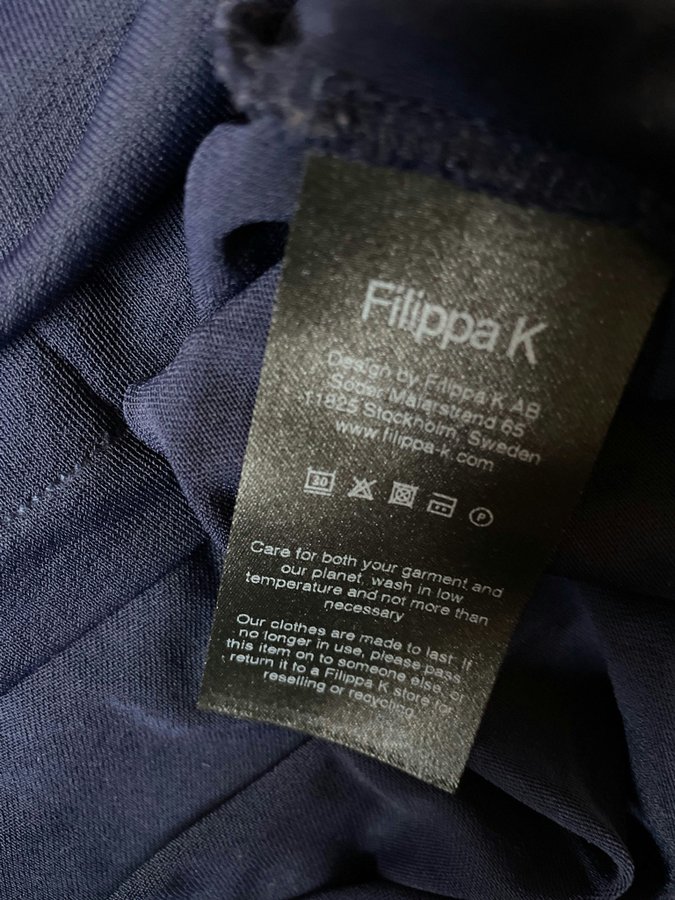 Filippa K
Design by Filippa K AB
Söder Mälarstrand 65
11825 Stockholm, Sweden
www.filippa-k.com
30
P
Care for both your garment and
our planet, wash in low
temperature and not more than
necessary
Our clothes are made to last. If
no longer in use, please pass
this item on to someone else, or
return it to a Filippa K store for
reselling or recycling.